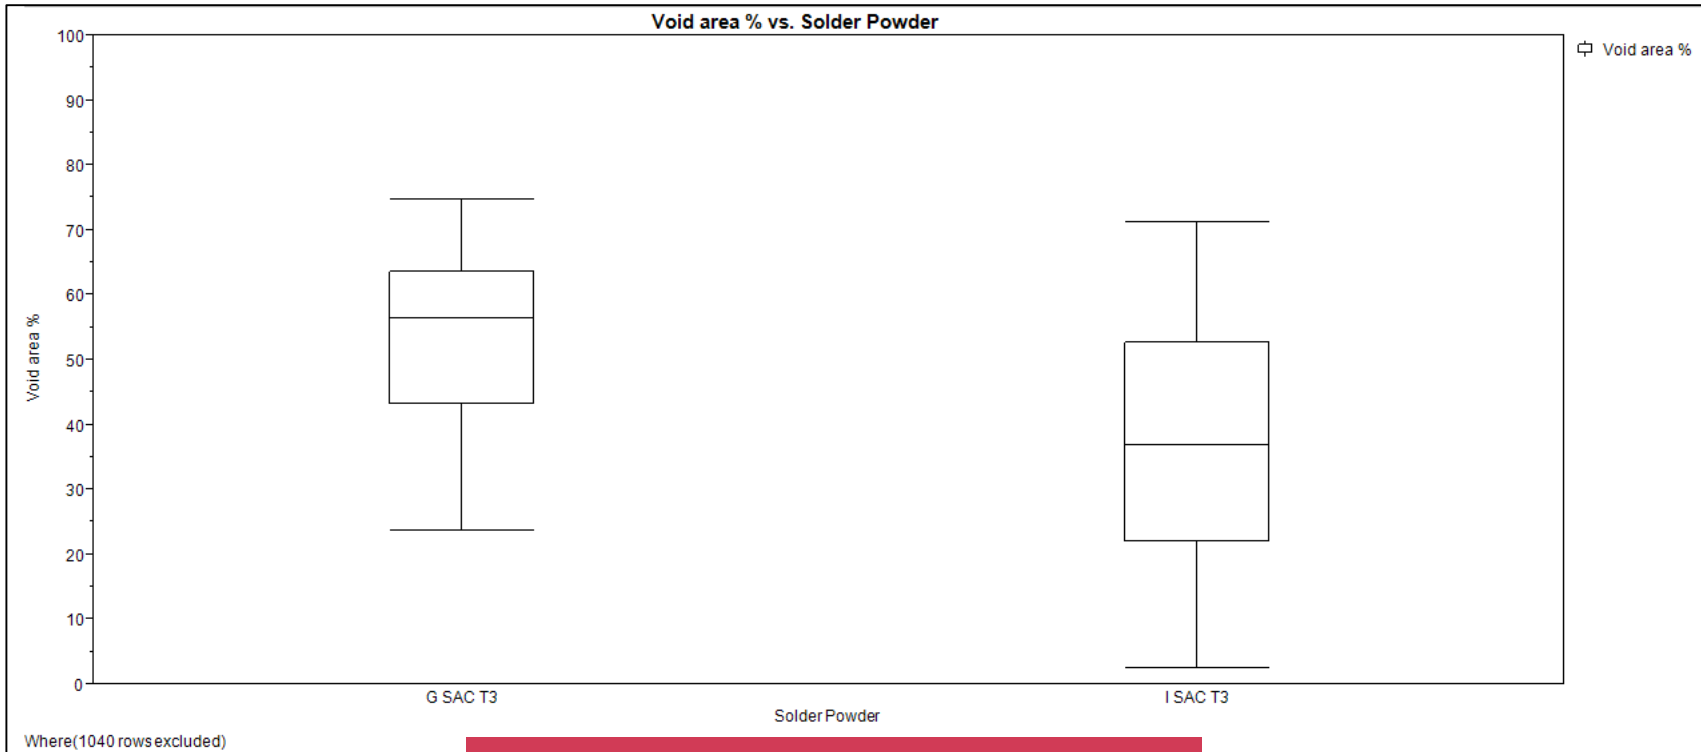 Void area % vs. Solder Powder
100
90
80
70
60
50
40
30
20
10
0
Void area %
Void area %
G SAC T3
I SAC T3
Solder Powder
Where(1040 rows excluded)